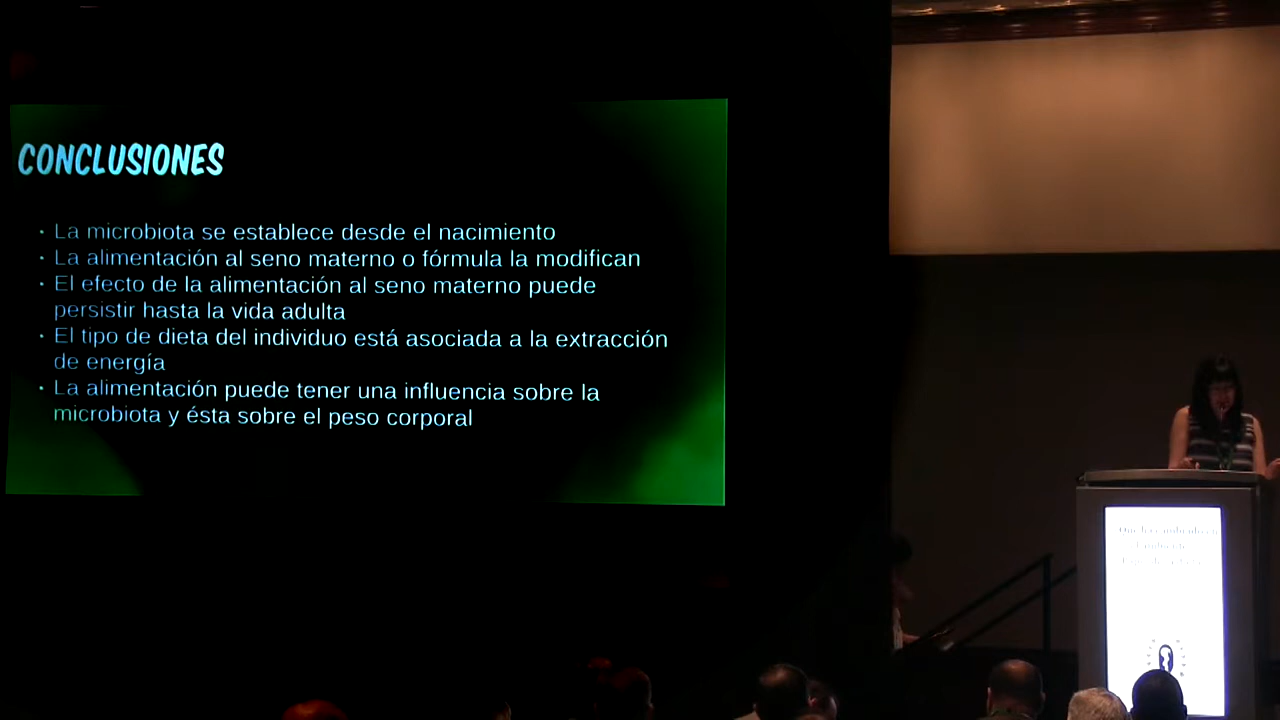 CONCLUSIONES
• La microbiota se establece desde el nacimiento
• La alimentación al seno materno o fórmula la modifican
• El efecto de la alimentación al seno materno puede
persistir hasta la vida adulta
• El tipo de dieta del individuo está asociada a la extracción
de energía
• La alimentación puede tener una influencia sobre la
microbiota y ésta sobre el peso corporal